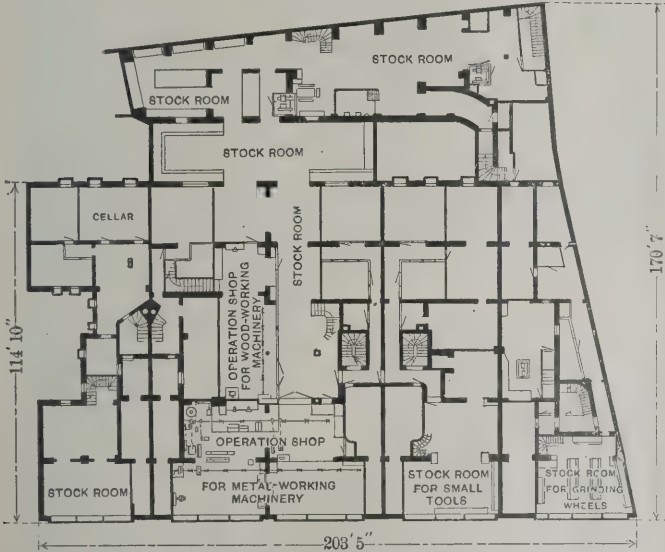 STOCK ROOM
STOCK ROOM
STOCK ROOM
CELLAR
STOCK ROOM
OPERATION SHOP
FOR WOOD-WORKING
MACHINERY
OPERATION SHOP
FOR METAL-WORKING
MACHINERY
STOCK ROOM
STOCK ROOM
FOR SMALL
TOOLS
STOCK ROOM
FOR GRINDING
WHEELS
114' 10"
170' 7"
203' 5"